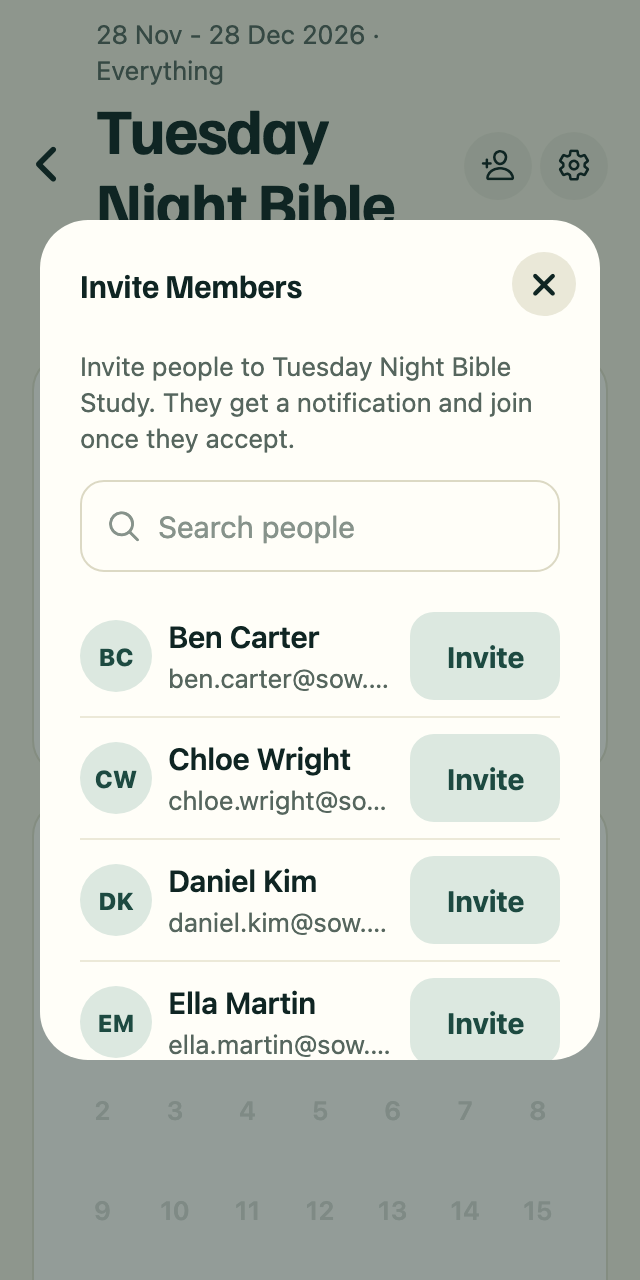 28 Nov - 28 Dec 2026 ·
Everything
Tuesday
Night Bible
Invite Members
Invite people to Tuesday Night Bible
Study. They get a notification and join
once they accept.
Search people
BC
Ben Carter
ben.carter@sow....
Invite
CW
Chloe Wright
chloe.wright@so...
Invite
DK
Daniel Kim
daniel.kim@sow....
Invite
EM
Ella Martin
ella.martin@sow....
Invite
2 3 4 5 6 7 8
9 10 11 12 13 14 15